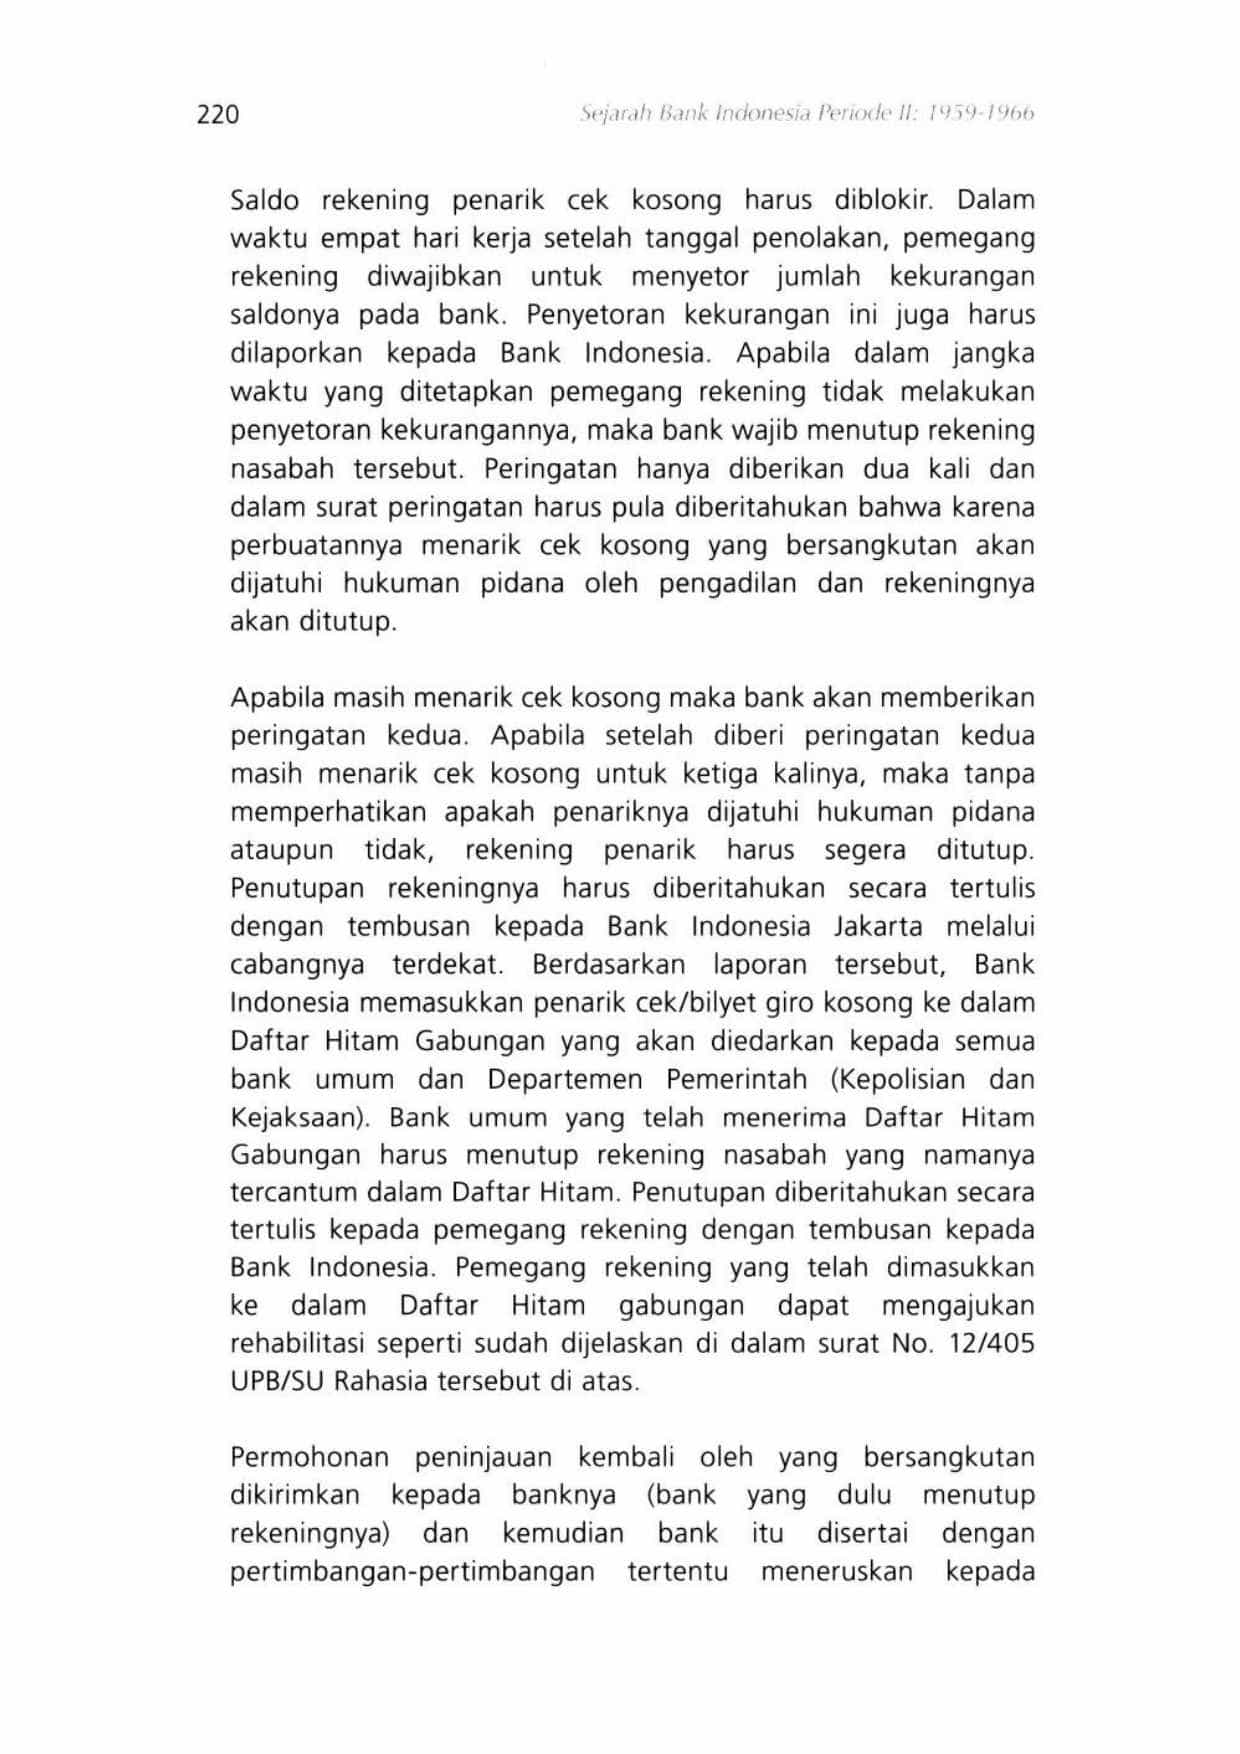 220
Sejarah Bank Indonesia Periode II: 1959-1966
Saldo rekening penarik cek kosong harus diblokir. Dalam
waktu empat hari kerja setelah tanggal penolakan, pemegang
rekening diwajibkan untuk menyetor jumlah kekurangan
saldonya pada bank. Penyetoran kekurangan ini juga harus
dilaporkan kepada Bank Indonesia. Apabila dalam jangka
waktu yang ditetapkan pemegang rekening tidak melakukan
penyetoran kekurangannya, maka bank wajib menutup rekening
nasabah tersebut. Peringatan hanya diberikan dua kali dan
dalam surat peringatan harus pula diberitahukan bahwa karena
perbuatannya menarik cek kosong yang bersangkutan akan
dijatuhi hukuman pidana oleh pengadilan dan rekeningnya
akan ditutup.
Apabila masih menarik cek kosong maka bank akan memberikan
peringatan kedua. Apabila setelah diberi peringatan kedua
masih menarik cek kosong untuk ketiga kalinya, maka tanpa
memperhatikan apakah penariknya dijatuhi hukuman pidana
ataupun tidak, rekening penarik harus segera ditutup.
Penutupan rekeningnya harus diberitahukan secara tertulis
dengan tembusan kepada Bank Indonesia Jakarta melalui
cabangnya terdekat. Berdasarkan laporan tersebut, Bank
Indonesia memasukkan penarik cek/bilyet giro kosong ke dalam
Daftar Hitam Gabungan yang akan diedarkan kepada semua
bank umum dan Departemen Pemerintah (Kepolisian dan
Kejaksaan). Bank umum yang telah menerima Daftar Hitam
Gabungan harus menutup rekening nasabah yang namanya
tercantum dalam Daftar Hitam. Penutupan diberitahukan secara
tertulis kepada pemegang rekening dengan tembusan kepada
Bank Indonesia. Pemegang rekening yang telah dimasukkan
ke dalam Daftar Hitam gabungan dapat mengajukan
rehabilitasi seperti sudah dijelaskan di dalam surat No. 12/405
UPB/SU Rahasia tersebut di atas.
Permohonan peninjauan kembali oleh yang bersangkutan
dikirimkan kepada banknya (bank yang dulu menutup
rekeningnya) dan kemudian bank itu disertai dengan
pertimbangan-pertimbangan tertentu meneruskan kepada